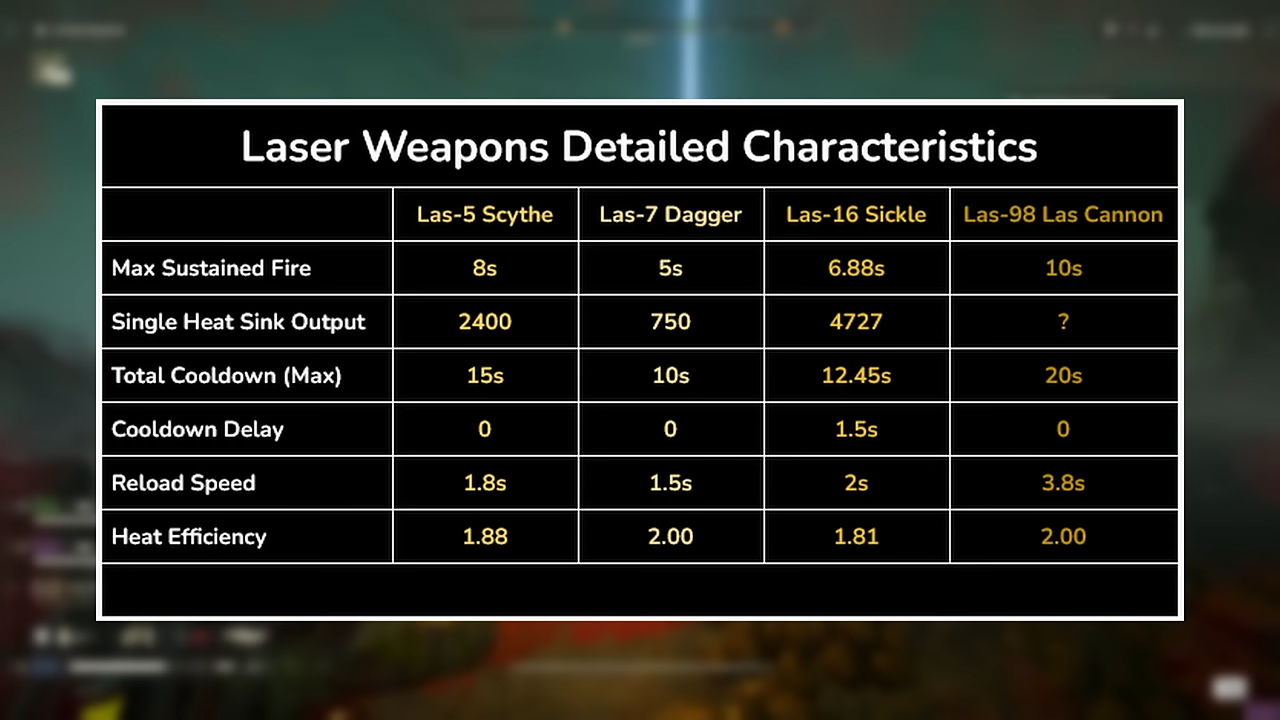 Laser Weapons Detailed Characteristics
Las-5 Scythe Las-7 Dagger Las-16 Sickle Las-98 Las Cannon
Max Sustained Fire 8s 5s 6.88s 10s
Single Heat Sink Output 2400 750 4727 ?
Total Cooldown (Max) 15s 10s 12.45s 20s
Cooldown Delay 0 0 1.5s 0
Reload Speed 1.8s 1.5s 2s 3.8s
Heat Efficiency 1.88 2.00 1.81 2.00